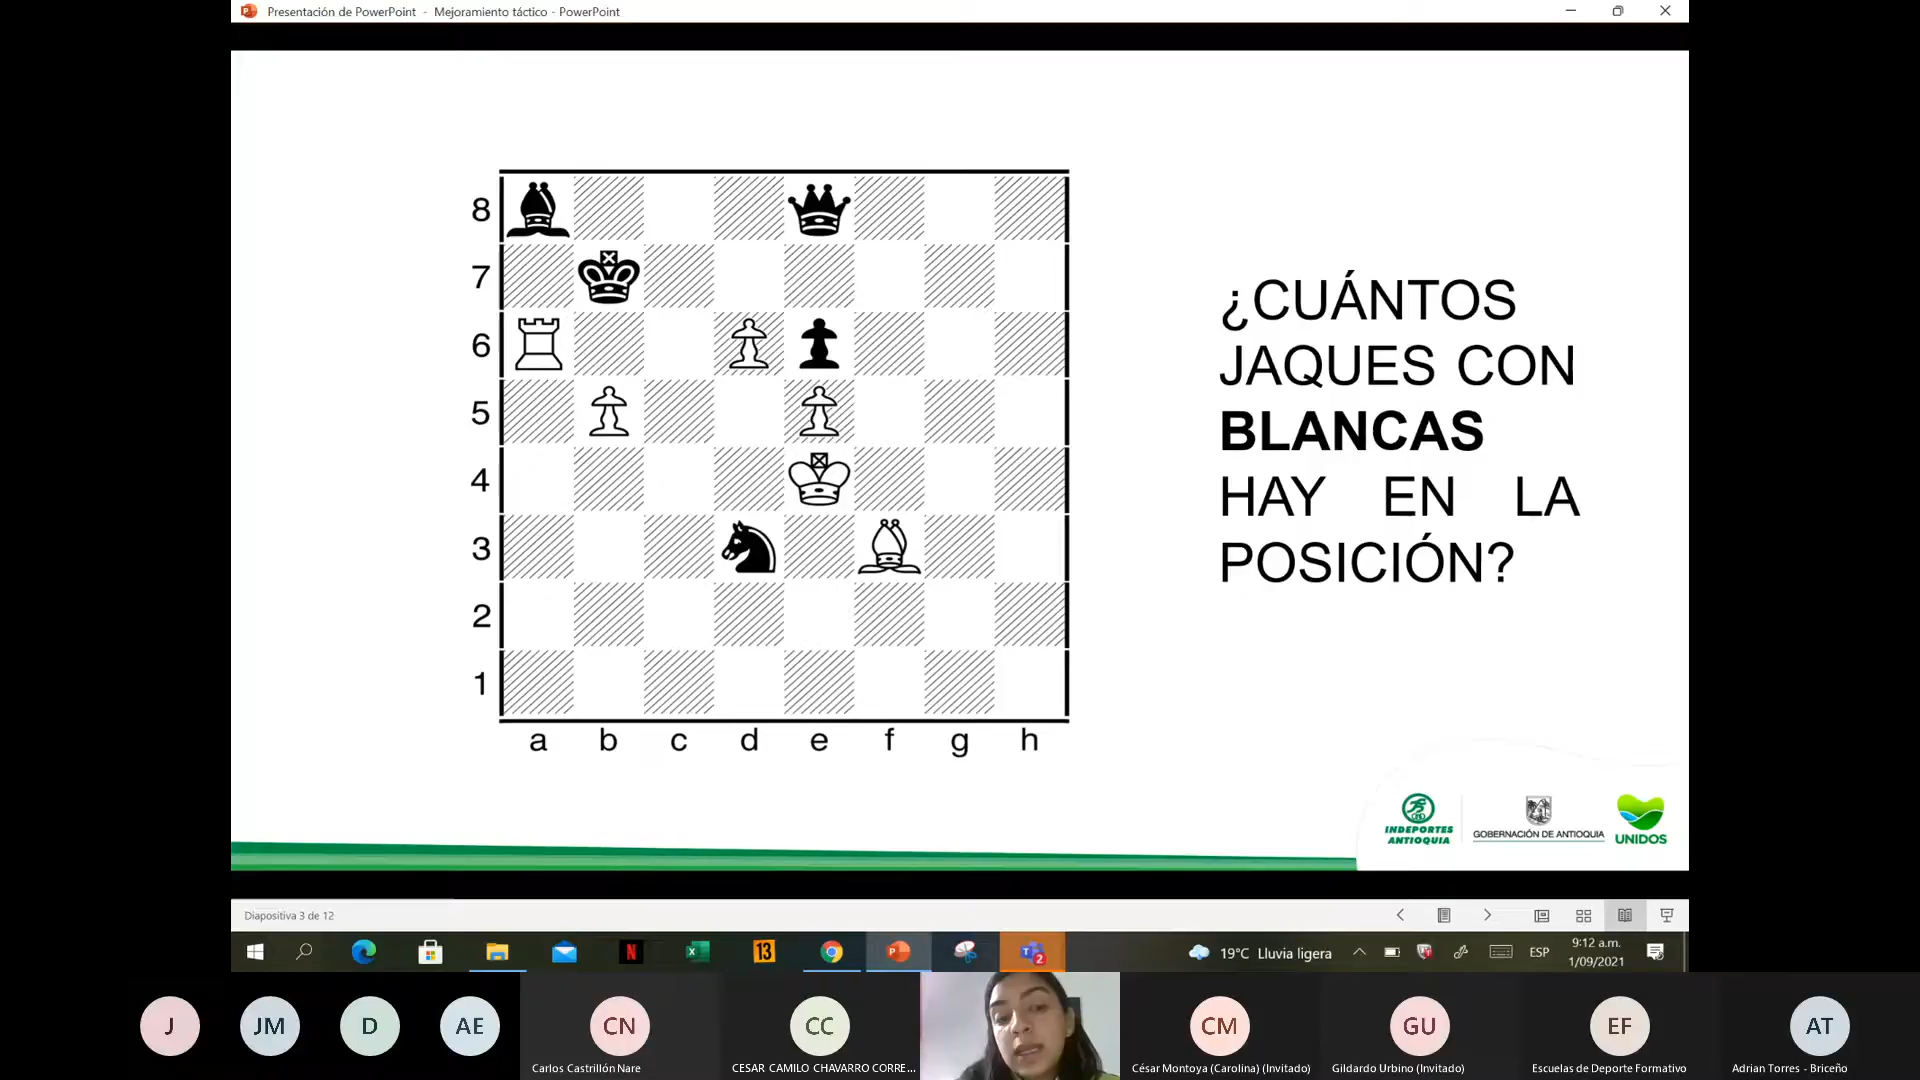 Presentación de PowerPoint - Mejoramiento táctico - PowerPoint
8
7
6
5
4
3
2
1
a b c d e f g h
¿CUÁNTOS
JAQUES CON
BLANCAS
HAY EN LA
POSICIÓN?
INDEPORTES
ANTIOQUIA
GOBERNACIÓN DE ANTIOQUIA
UNIDOS
Diapositiva 3 de 12
N
13
2
19°C Lluvia ligera
ESP
9:12 a.m.
1/09/2021
J
JM
D
AE
CN
CC
CM
GU
EF
AT
Carlos Castrillón Nare
CESAR CAMILO CHAVARRO CORRE...
César Montoya (Carolina) (Invitado)
Gildardo Urbino (Invitado)
Escuelas de Deporte Formativo
Adrian Torres - Briceño